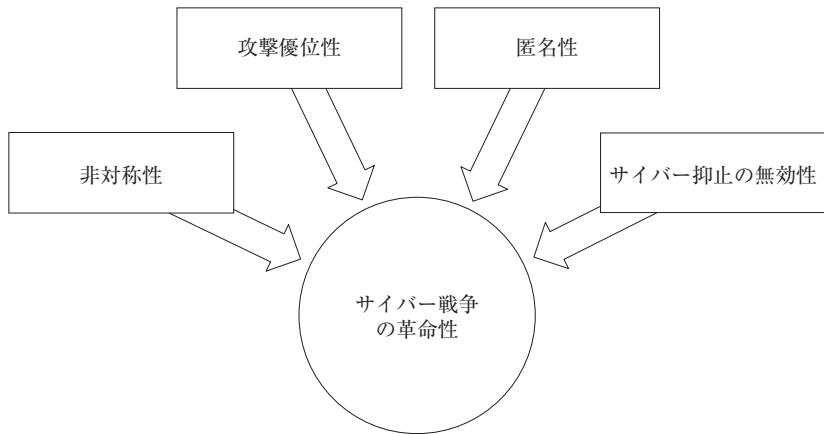 攻撃優位性
匿名性
非対称性
サイバー抑止の無効性
サイバー戦争
の革命性